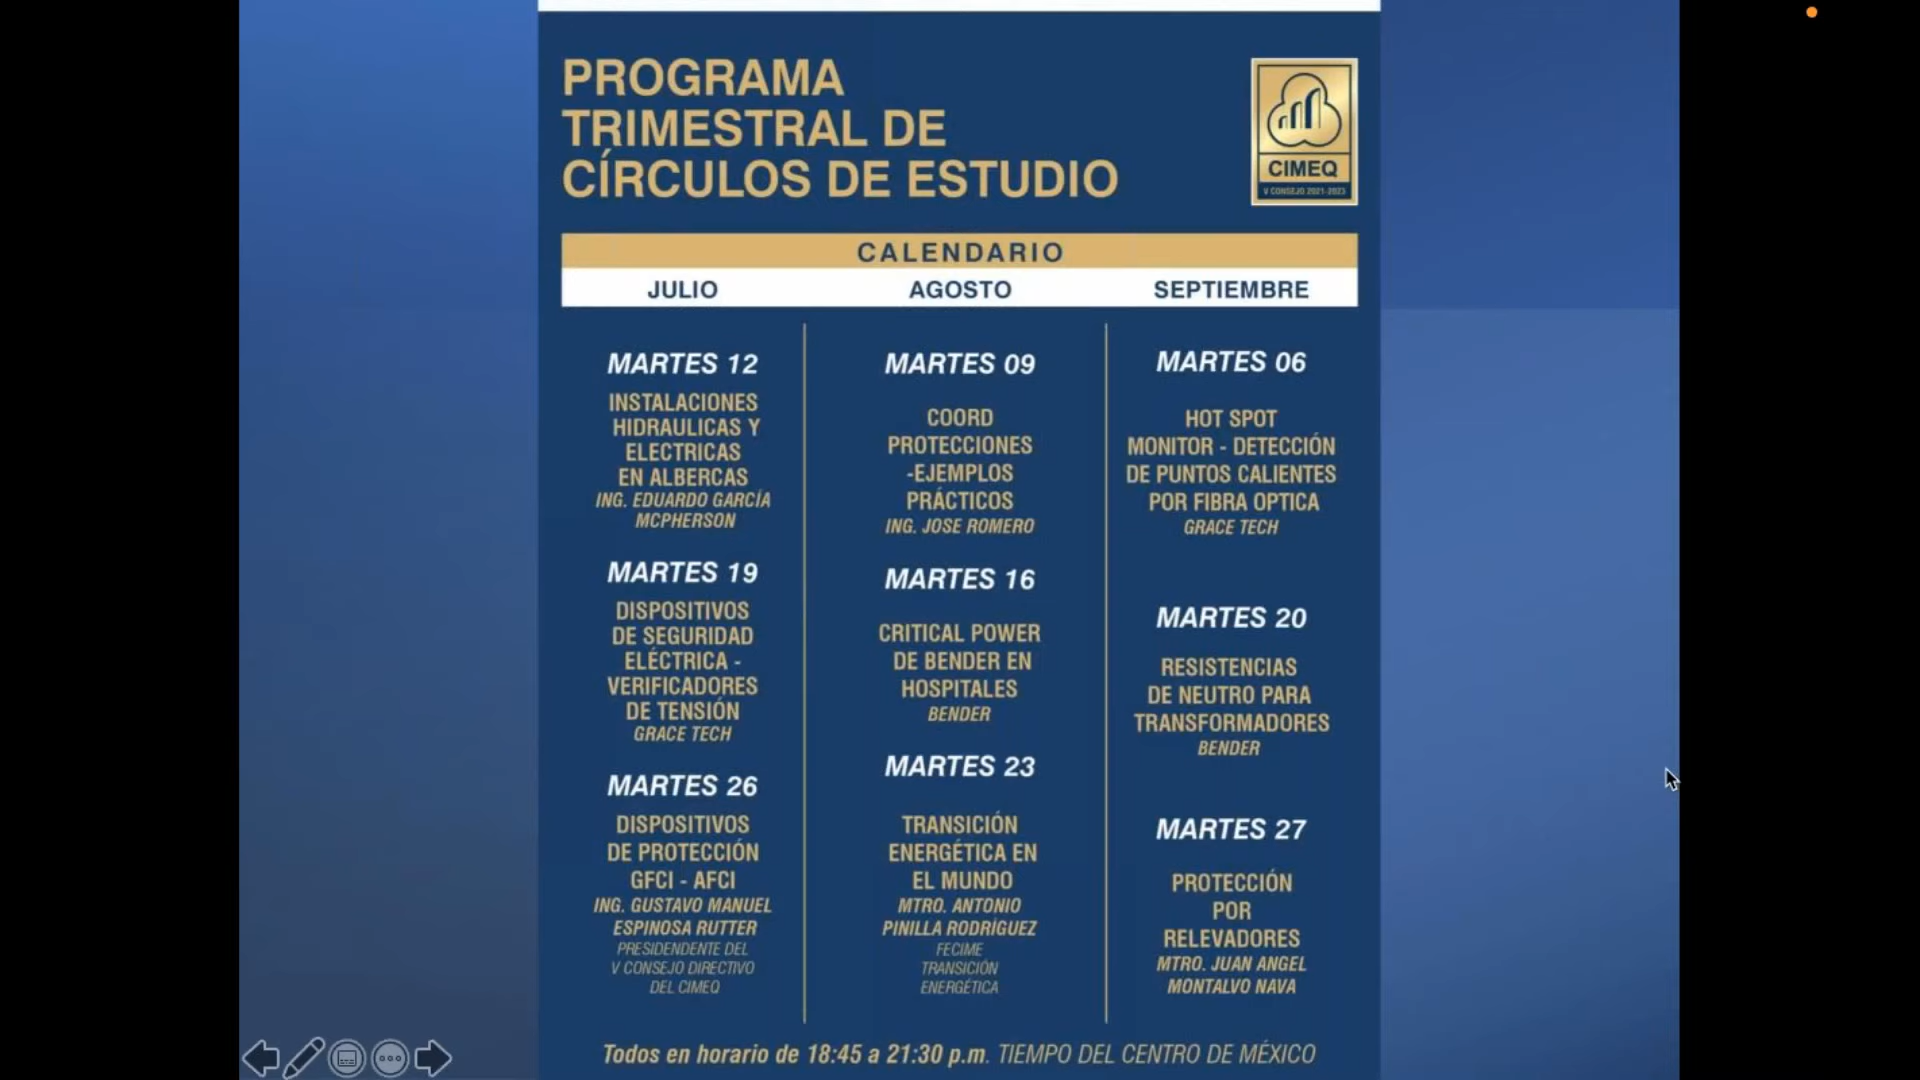 PROGRAMA
TRIMESTRAL DE
CÍRCULOS DE ESTUDIO
CIMEQ
V CONSEJO 2021-2023
CALENDARIO
JULIO
AGOSTO
SEPTIEMBRE
MARTES 12
INSTALACIONES
HIDRAULICAS Y
ELECTRICAS
EN ALBERCAS
ING. EDUARDO GARCÍA
MCPHERSON
MARTES 19
DISPOSITIVOS
DE SEGURIDAD
ELÉCTRICA -
VERIFICADORES
DE TENSIÓN
GRACE TECH
MARTES 26
DISPOSITIVOS
DE PROTECCIÓN
GFCI - AFCI
ING. GUSTAVO MANUEL
ESPINOSA RUTTER
PRESIDENDENTE DEL
V CONSEJO DIRECTIVO
DEL CIMEQ
MARTES 09
COORD
PROTECCIONES
-EJEMPLOS
PRÁCTICOS
ING. JOSE ROMERO
MARTES 16
CRITICAL POWER
DE BENDER EN
HOSPITALES
BENDER
MARTES 23
TRANSICIÓN
ENERGÉTICA EN
EL MUNDO
MTRO. ANTONIO
PINILLA RODRÍGUEZ
FECIME
TRANSICIÓN
ENERGÉTICA
MARTES 06
HOT SPOT
MONITOR - DETECCIÓN
DE PUNTOS CALIENTES
POR FIBRA OPTICA
GRACE TECH
MARTES 20
RESISTENCIAS
DE NEUTRO PARA
TRANSFORMADORES
BENDER
MARTES 27
PROTECCIÓN
POR
RELEVADORES
MTRO. JUAN ANGEL
MONTALVO NAVA
Todos en horario de 18:45 a 21:30 p.m. TIEMPO DEL CENTRO DE MÉXICO